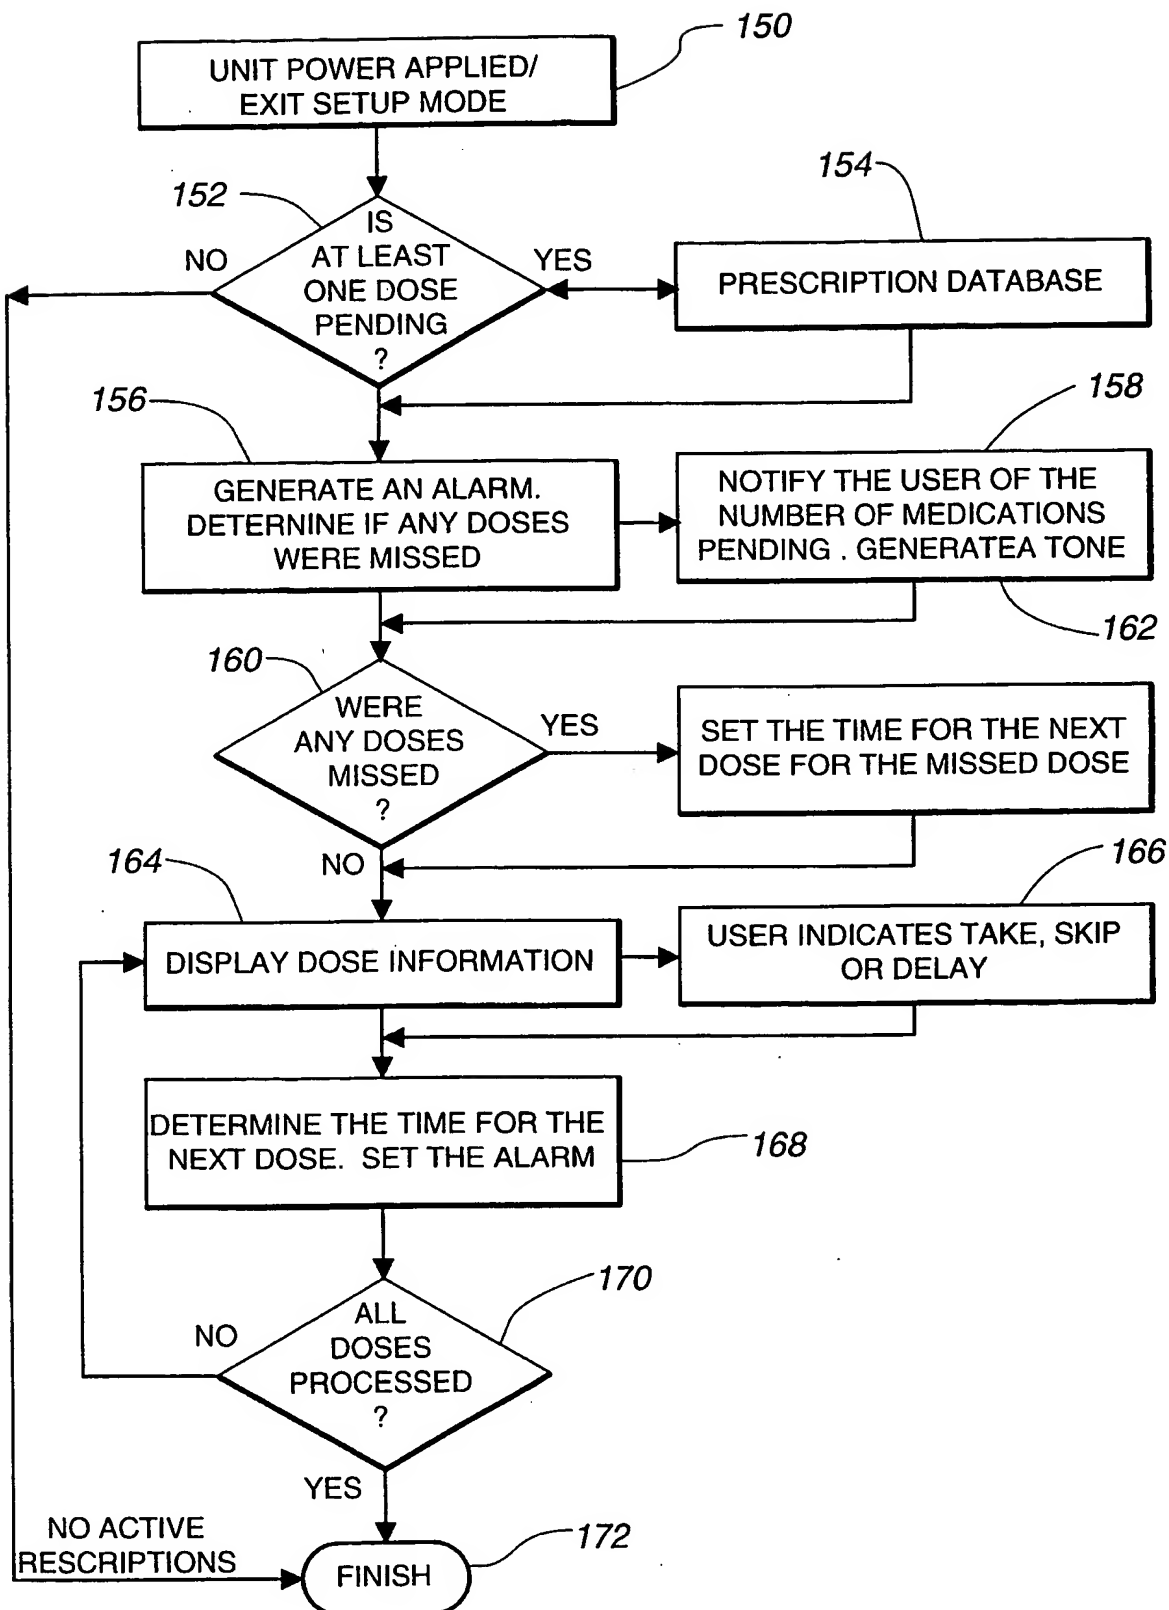 150
UNIT POWER APPLIED/
EXIT SETUP MODE
152
154
IS
AT LEAST
ONE DOSE
PENDING
?
NO
YES
PRESCRIPTION DATABASE
156
158
GENERATE AN ALARM.
DETERNINE IF ANY DOSES
WERE MISSED
NOTIFY THE USER OF THE
NUMBER OF MEDICATIONS
PENDING . GENERATEA TONE
162
160
WERE
ANY DOSES
MISSED
?
YES
SET THE TIME FOR THE NEXT
DOSE FOR THE MISSED DOSE
NO
164
166
DISPLAY DOSE INFORMATION
USER INDICATES TAKE, SKIP
OR DELAY
DETERMINE THE TIME FOR THE
NEXT DOSE. SET THE ALARM
168
170
ALL
DOSES
PROCESSED
?
NO
YES
NO ACTIVE
RESCRIPTIONS
172
FINISH